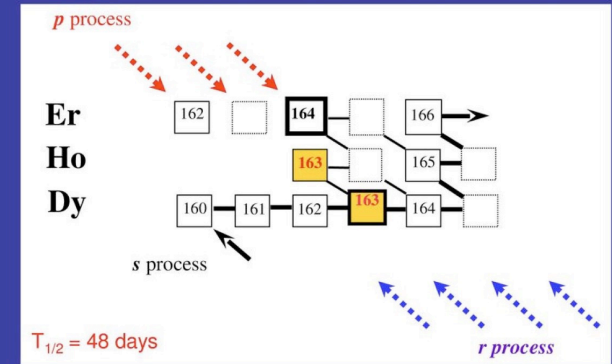 p process
Er 162 164 166
Ho 163 165
Dy 160 161 162 163 164
s process
T1/2 = 48 days
r process